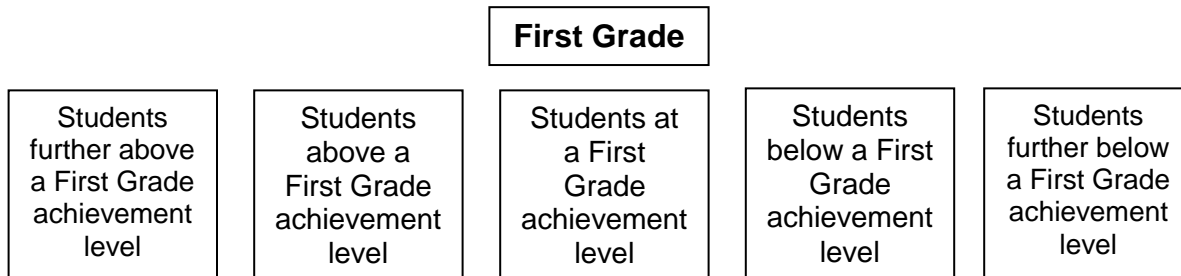 First Grade
Students
further above
a First Grade
achievement
level
Students
above a
First Grade
achievement
level
Students at
a First
Grade
achievement
level
Students
below a First
Grade
achievement
level
Students
further below
a First Grade
achievement
level